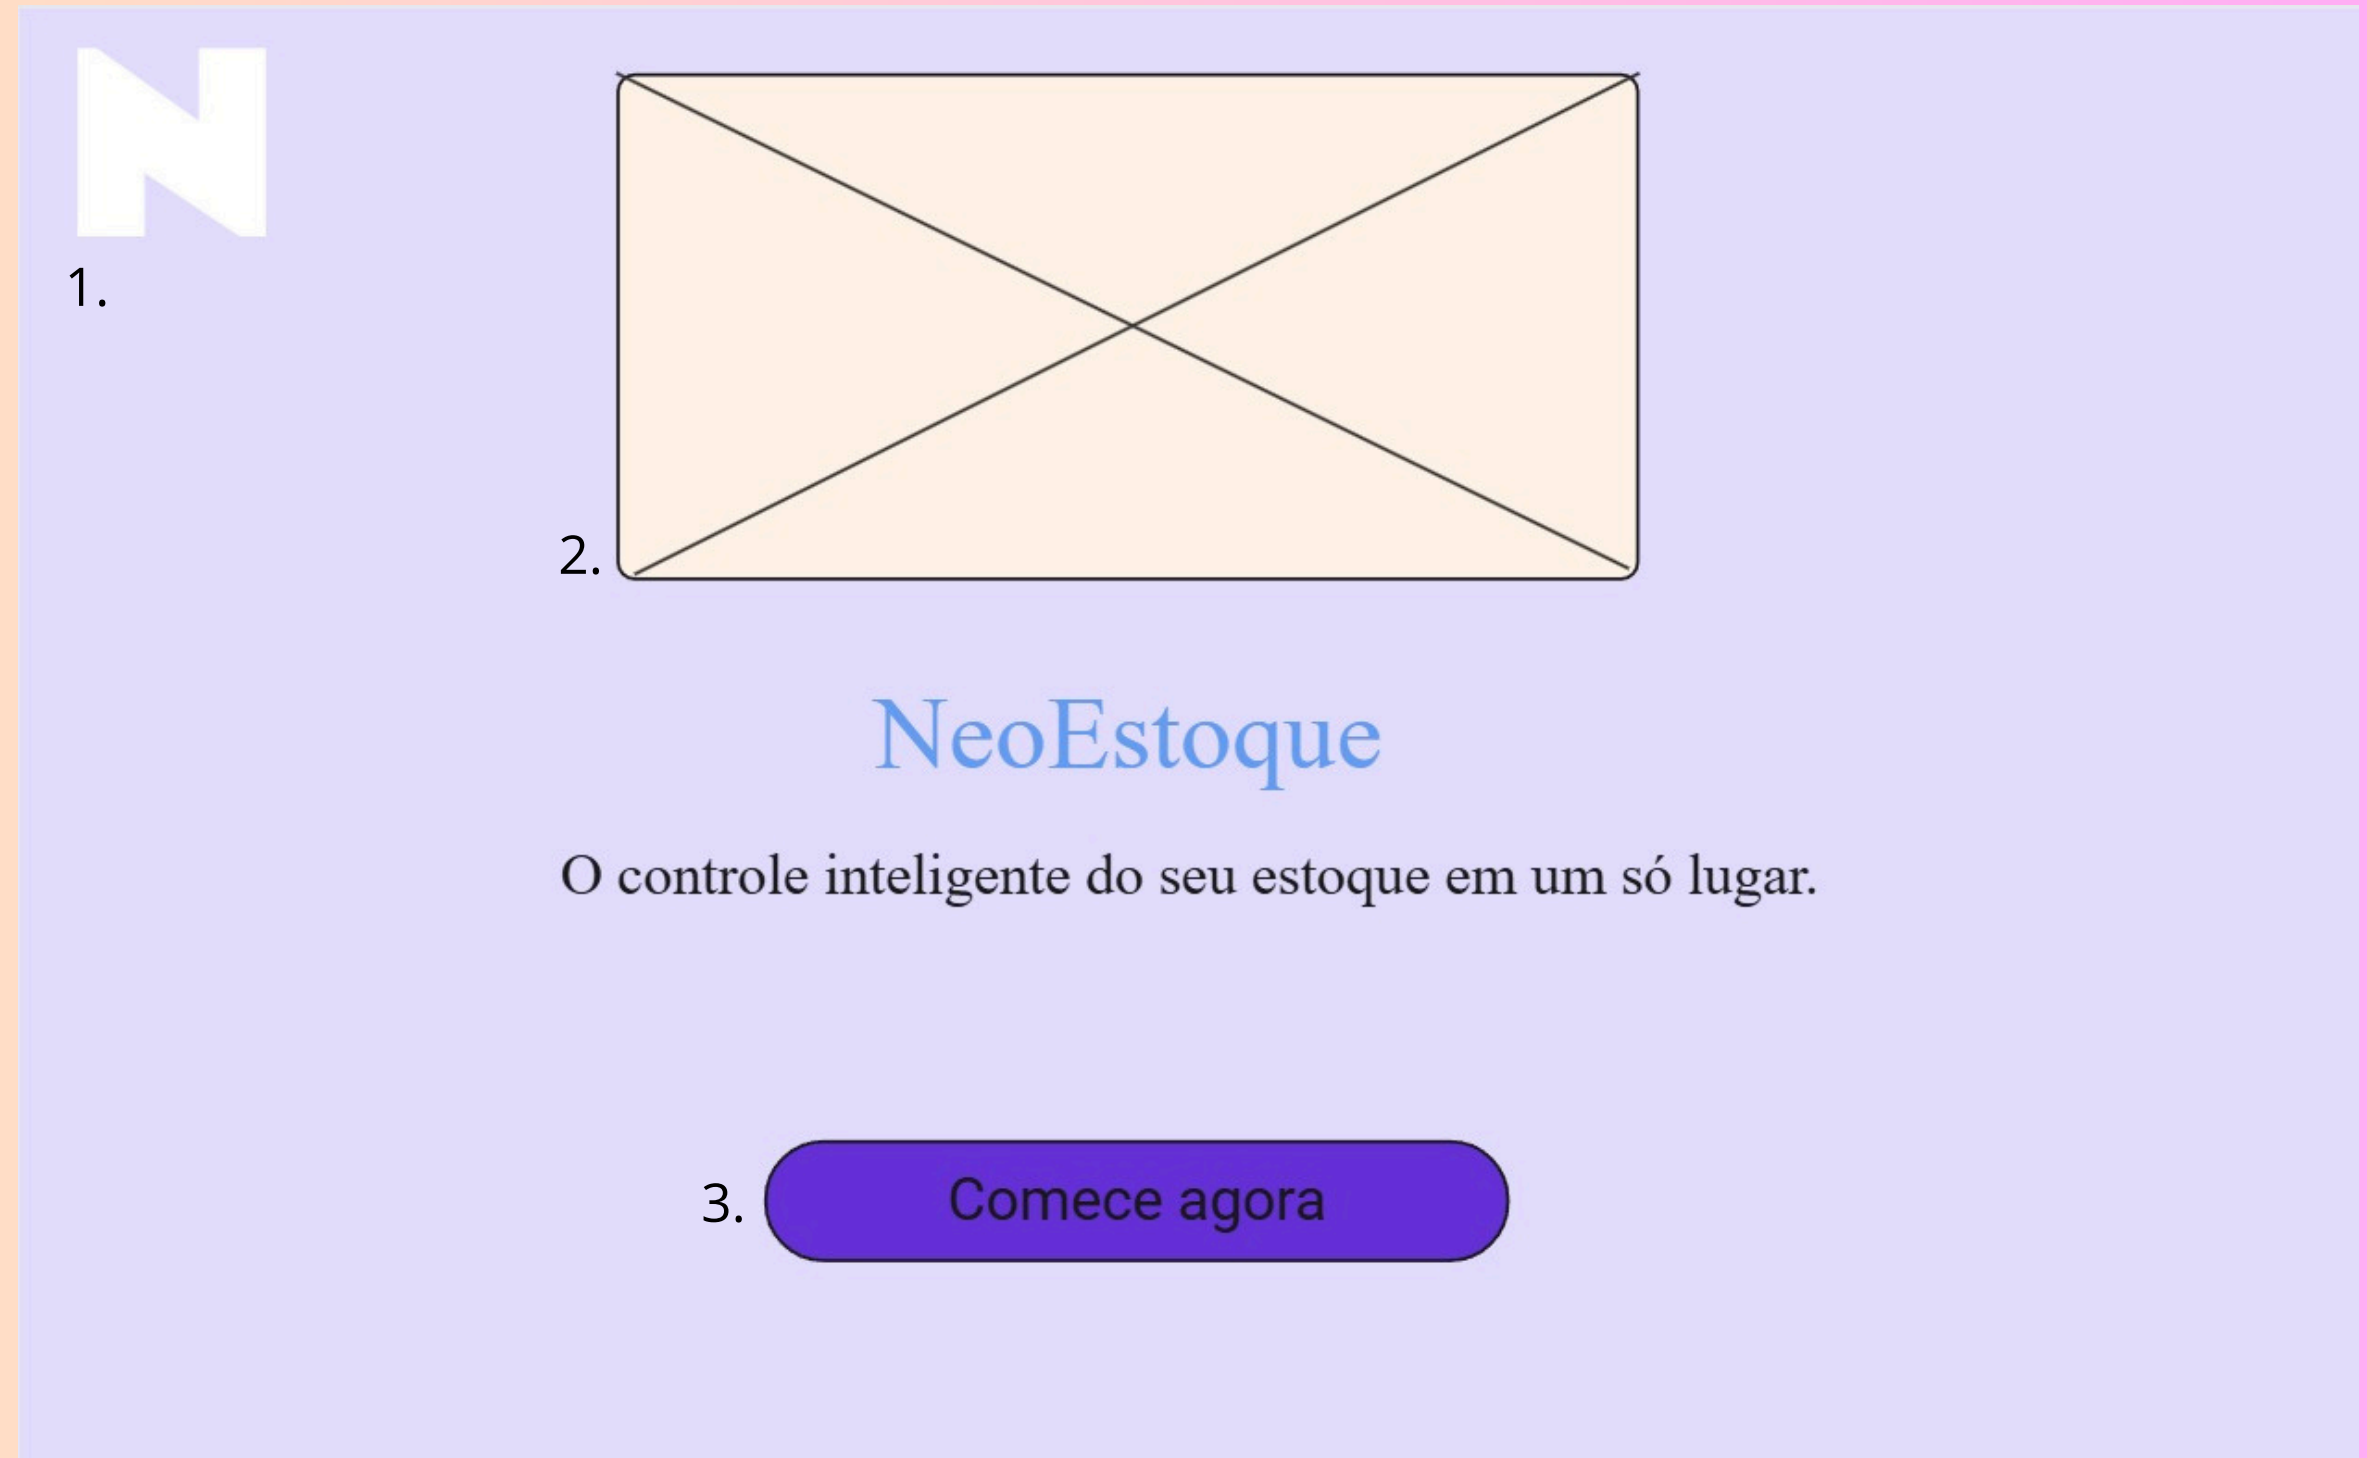 N
1.
2.
NeoEstoque
O controle inteligente do seu estoque em um só lugar.
3. Comece agora